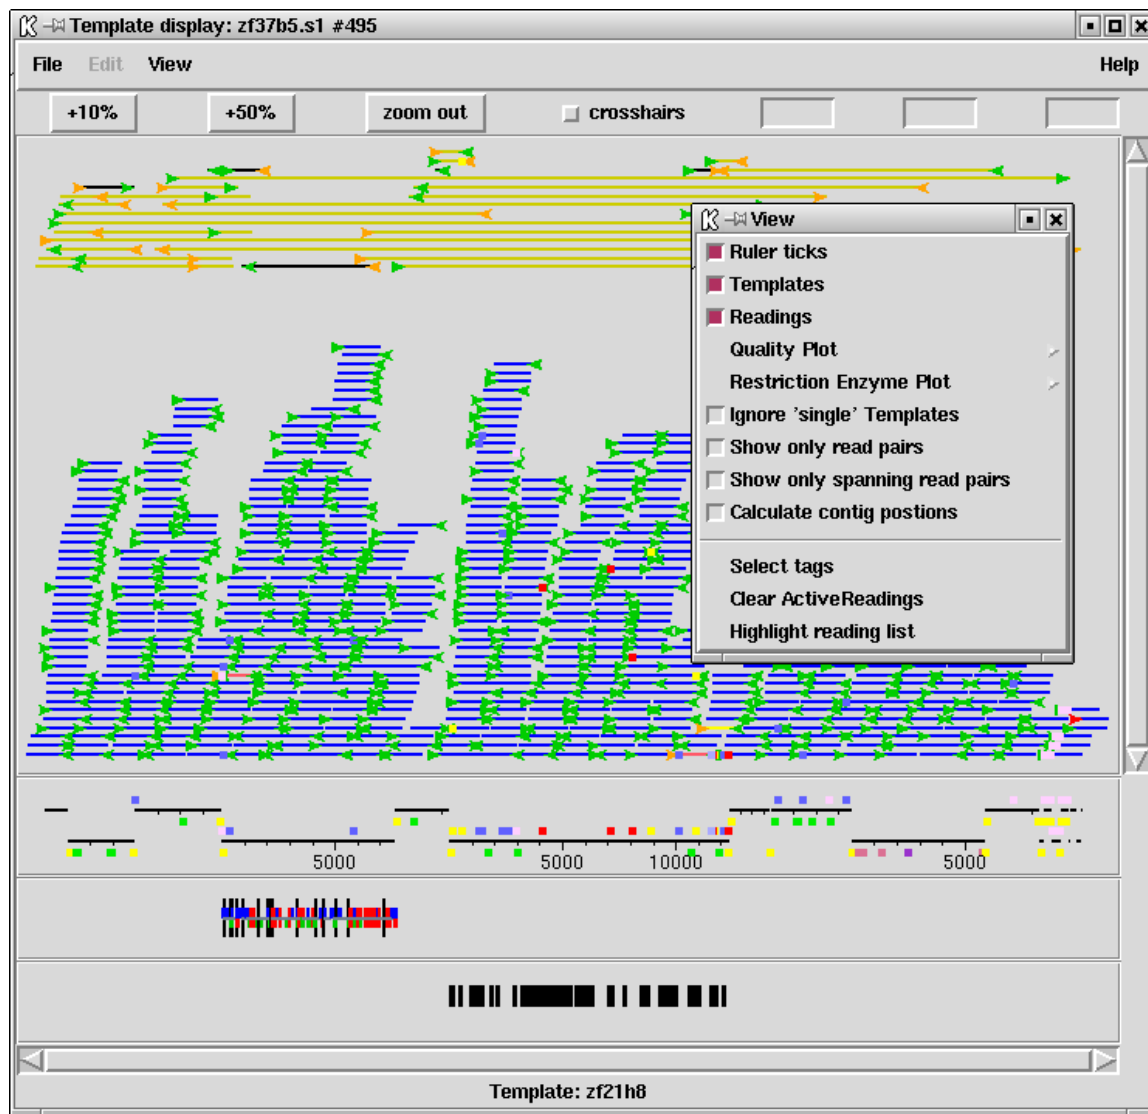 Template display: zf37b5.s1 #495
File Edit View Help
+10% +50% zoom out crosshairs
View
Ruler ticks
Templates
Readings
Quality Plot
Restriction Enzyme Plot
Ignore 'single' Templates
Show only read pairs
Show only spanning read pairs
Calculate contig postions
Select tags
Clear ActiveReadings
Highlight reading list
5000 5000 10000 5000
Template: zf21h8